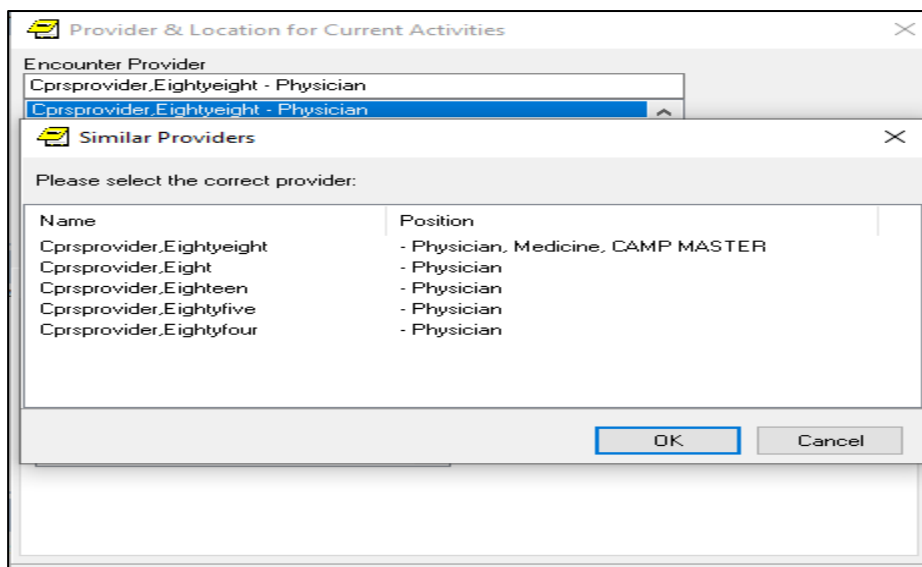 Provider & Location for Current Activities
Encounter Provider
Cprsprovider,Eightyeight - Physician
Cprsprovider,Eightyeight - Physician
Similar Providers
Please select the correct provider:
Name Position
Cprsprovider,Eightyeight - Physician, Medicine, CAMP MASTER
Cprsprovider,Eight - Physician
Cprsprovider,Eighteen - Physician
Cprsprovider,Eightyfive - Physician
Cprsprovider,Eightyfour - Physician
OK Cancel